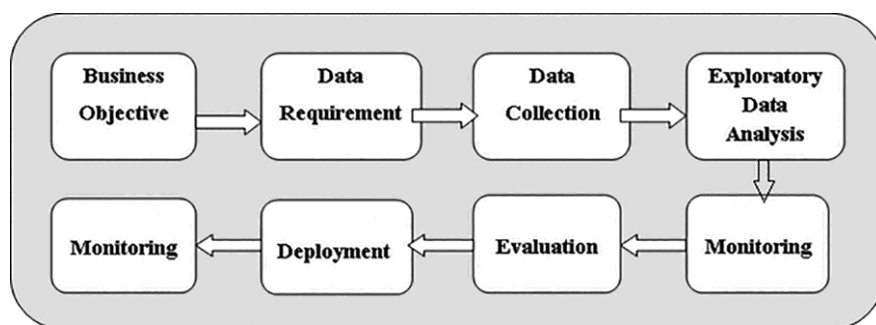 Business
Objective
Data
Requirement
Data
Collection
Exploratory
Data
Analysis
Monitoring
Deployment
Evaluation
Monitoring